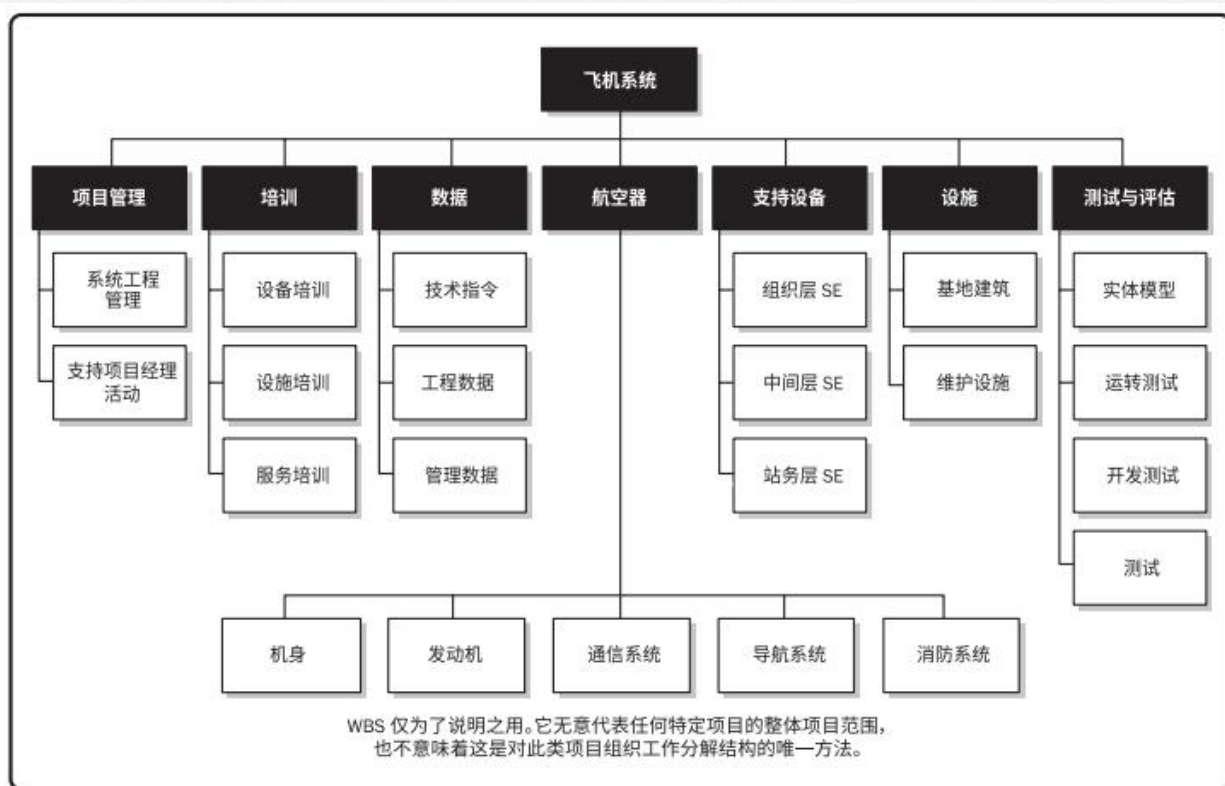 飞机系统
项目管理
培训
数据
航空器
支持设备
设施
测试与评估
系统工程
管理
设备培训
技术指令
组织层 SE
基地建筑
实体模型
支持项目经理
活动
设施培训
工程数据
中间层 SE
维护设施
运转测试
服务培训
管理数据
站务层 SE
开发测试
测试
机身
发动机
通信系统
导航系统
消防系统
WBS 仅为了说明之用。它无意代表任何特定项目的整体项目范围，
也不意味着这是对此类项目组织工作分解结构的唯一方法。